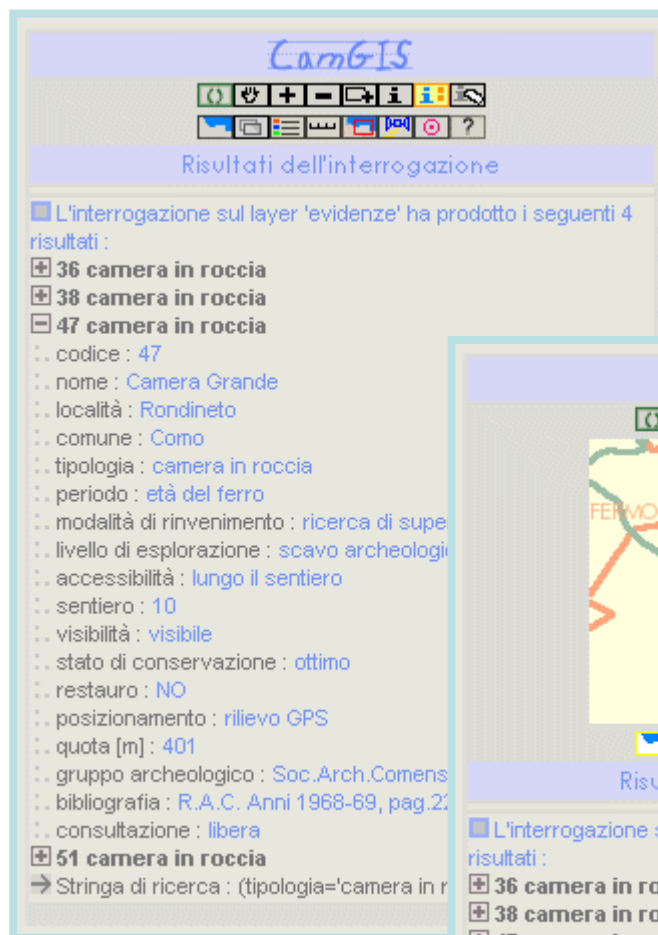 CamGIS
Risultati dell'interrogazione
L'interrogazione sul layer 'evidenze' ha prodotto i seguenti 4
risultati :
36 camera in roccia
38 camera in roccia
47 camera in roccia
:. codice : 47
:. nome : Camera Grande
:. località : Rondineto
:. comune : Como
:. tipologia : camera in roccia
:. periodo : età del ferro
:. modalità di rinvenimento : ricerca di supe
:. livello di esplorazione : scavo archeologi
:. accessibilità : lungo il sentiero
:. sentiero : 10
:. visibilità : visibile
:. stato di conservazione : ottimo
:. restauro : NO
:. posizionamento : rilievo GPS
:. quota [m] : 401
:. gruppo archeologico : Soc.Arch.Comens
:. bibliografia : R.A.C. Anni 1968-69, pag.22
:. consultazione : libera
51 camera in roccia
Stringa di ricerca : (tipologia='camera in r
FERMO
Risu
L'interrogazione s
risultati :
36 camera in ro
38 camera in ro